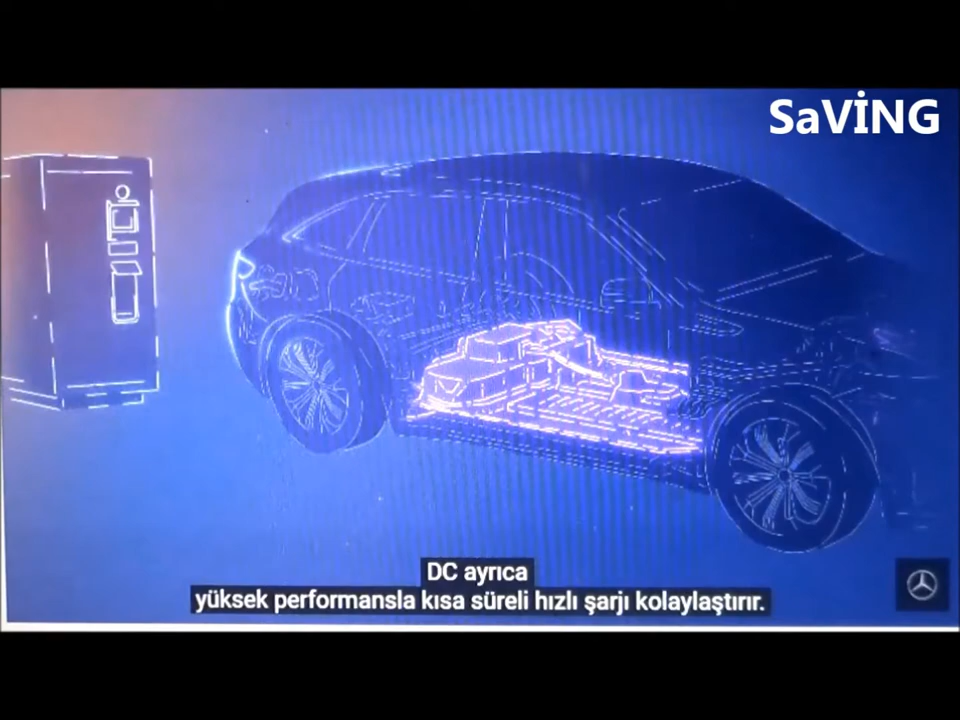 SaVİNG
DC ayrıca
yüksek performansla kısa süreli hızlı şarjı kolaylaştırır.